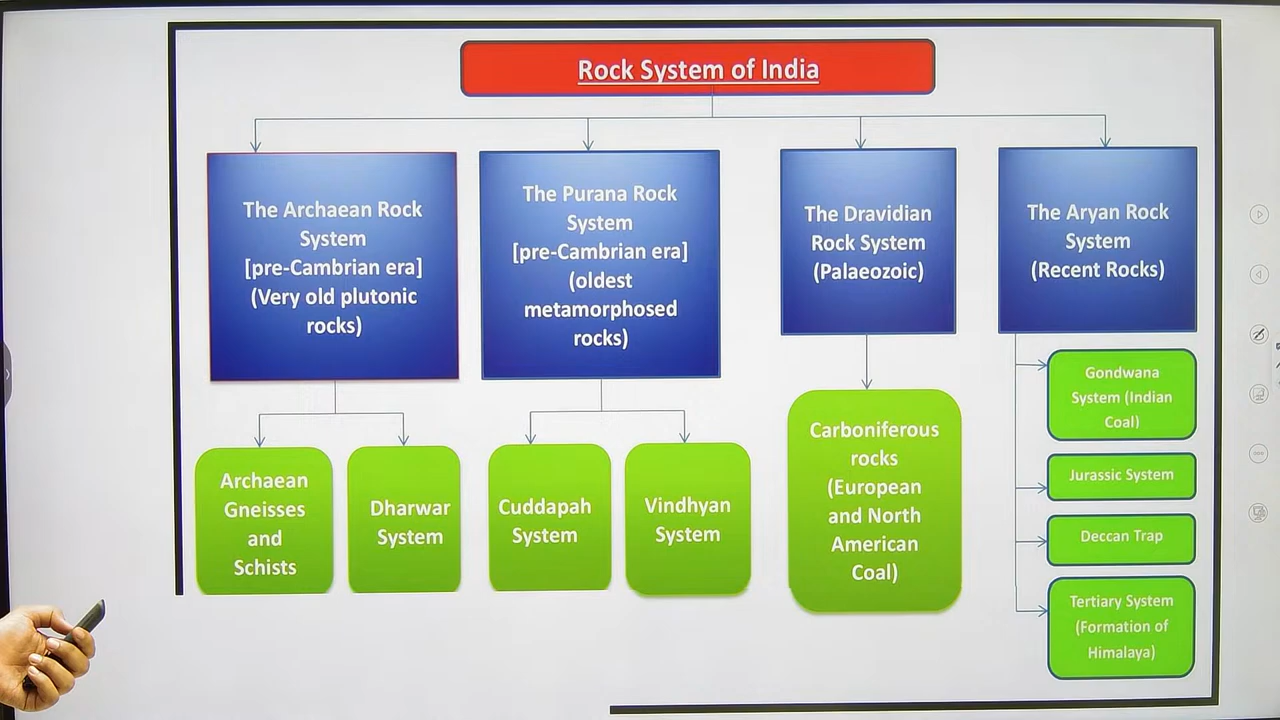 Rock System of India
The Archaean Rock
System
[pre-Cambrian era]
(Very old plutonic
rocks)
The Purana Rock
System
[pre-Cambrian era]
(oldest
metamorphosed
rocks)
The Dravidian
Rock System
(Palaeozoic)
The Aryan Rock
System
(Recent Rocks)
Archaean
Gneisses
and
Schists
Dharwar
System
Cuddapah
System
Vindhyan
System
Carboniferous
rocks
(European
and North
American
Coal)
Gondwana
System (Indian
Coal)
Jurassic System
Deccan Trap
Tertiary System
(Formation of
Himalaya)